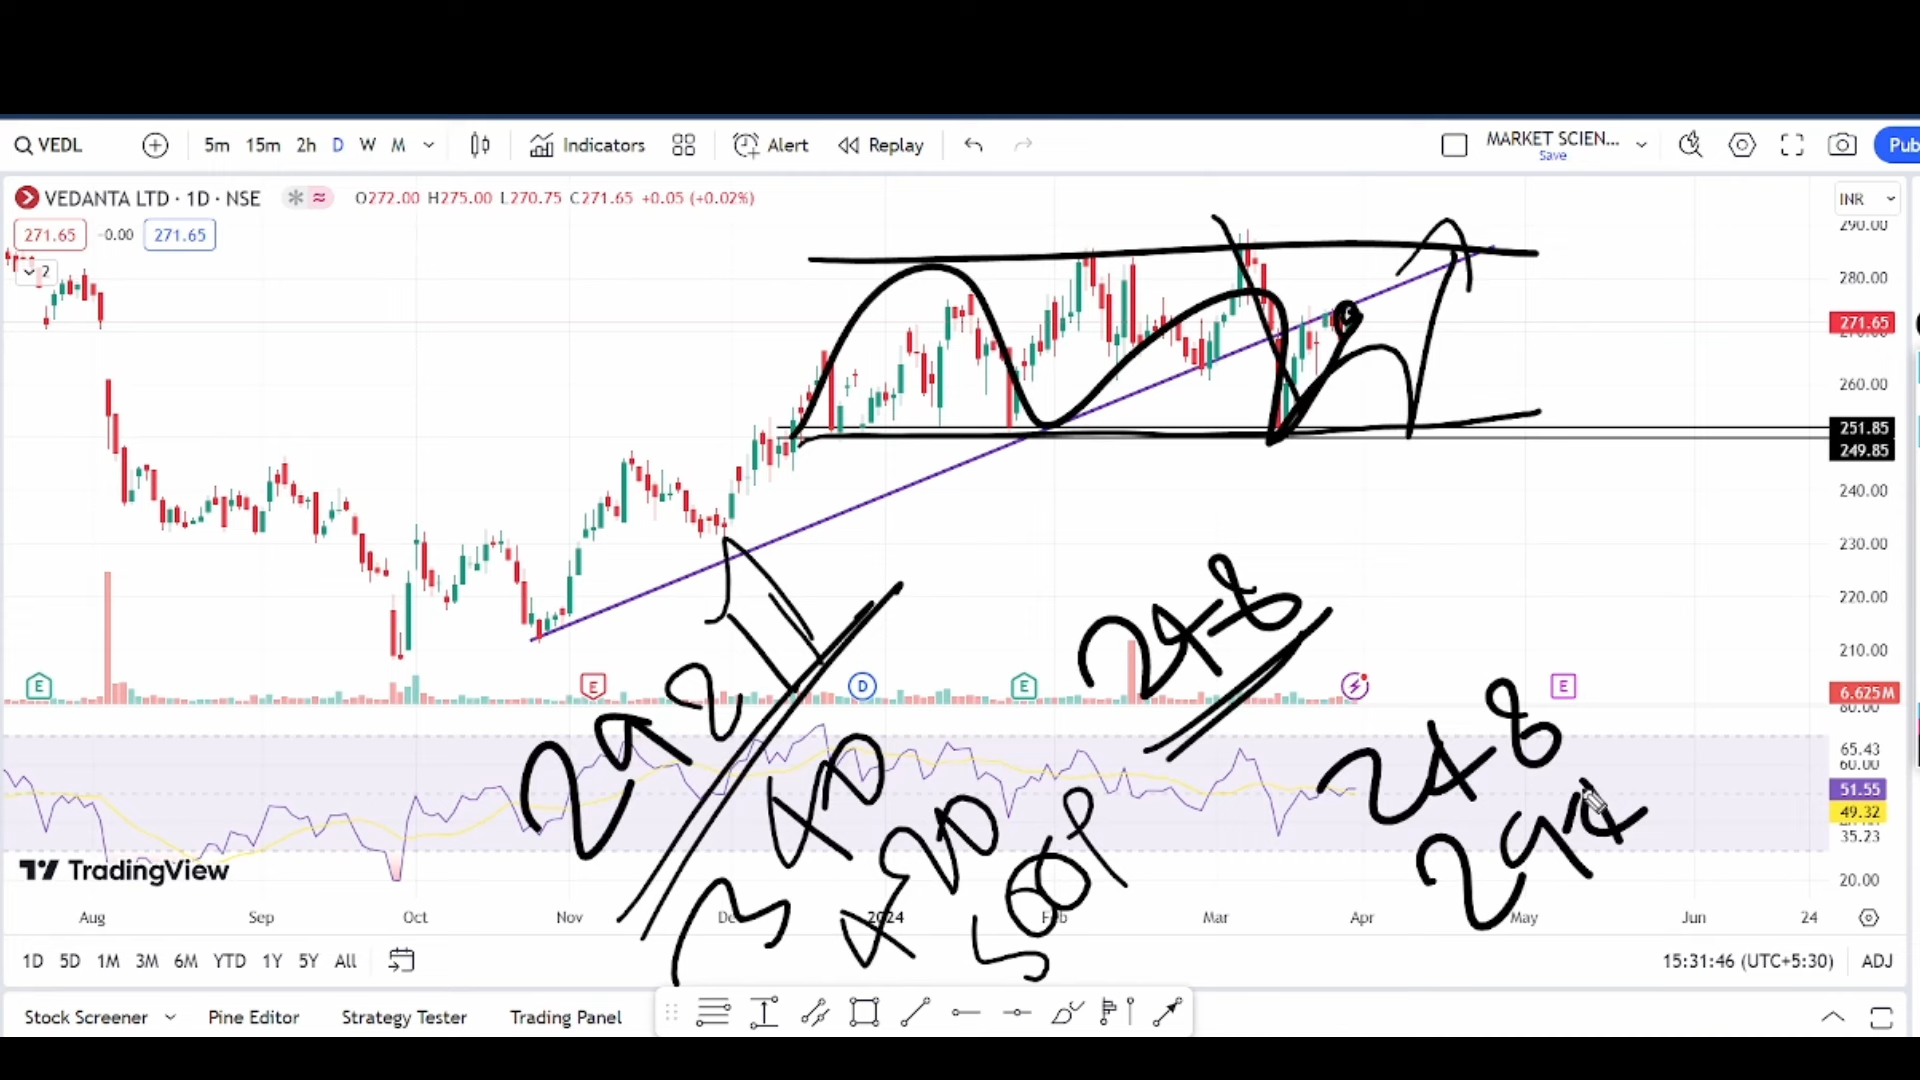 VEDL
5m 15m 2h D W M Indicators Alert Replay MARKET SCIEN... Save Pub
VEDANTA LTD · 1D · NSE O272.00 H275.00 L270.75 C271.65 +0.05 (+0.02%) INR
271.65 -0.00 271.65
2
290.00
280.00
271.65
260.00
251.85
249.85
240.00
230.00
220.00
210.00
E E D E E
6.625M
65.43
60.00
51.55
49.32
35.23
20.00
248
248
294
500
TradingView
Aug Sep Oct Nov 2024 Feb Mar Apr May Jun 24
1D 5D 1M 3M 6M YTD 1Y 5Y All 15:31:46 (UTC+5:30) ADJ
Stock Screener Pine Editor Strategy Tester Trading Panel